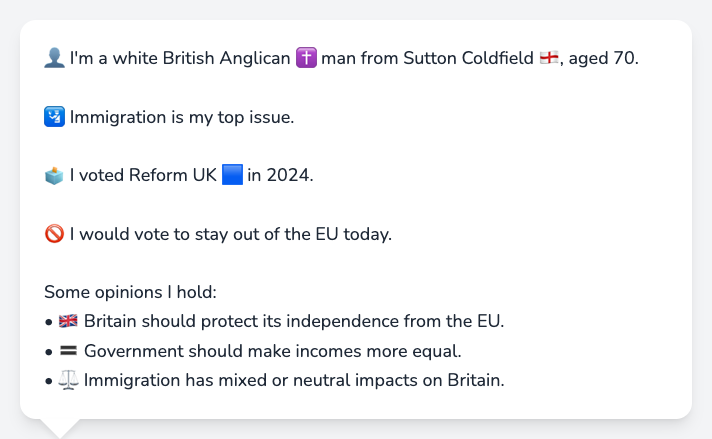 👤 I'm a white British Anglican ✝️ man from Sutton Coldfield 🏴󠁧󠁢󠁥󠁮󠁧󠁿, aged 70.
🛂 Immigration is my top issue.
🗳️ I voted Reform UK 🟦 in 2024.
🚫 I would vote to stay out of the EU today.
Some opinions I hold:
• 🇬🇧 Britain should protect its independence from the EU.
• 🟰 Government should make incomes more equal.
• ⚖️ Immigration has mixed or neutral impacts on Britain.